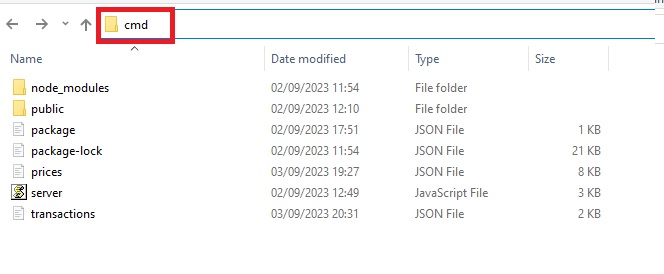 cmd
Name Date modified Type Size
node_modules 02/09/2023 11:54 File folder
public 02/09/2023 12:10 File folder
package 02/09/2023 17:51 JSON File 1 KB
package-lock 02/09/2023 11:54 JSON File 21 KB
prices 03/09/2023 19:27 JSON File 8 KB
server 02/09/2023 12:49 JavaScript File 3 KB
transactions 03/09/2023 20:31 JSON File 2 KB